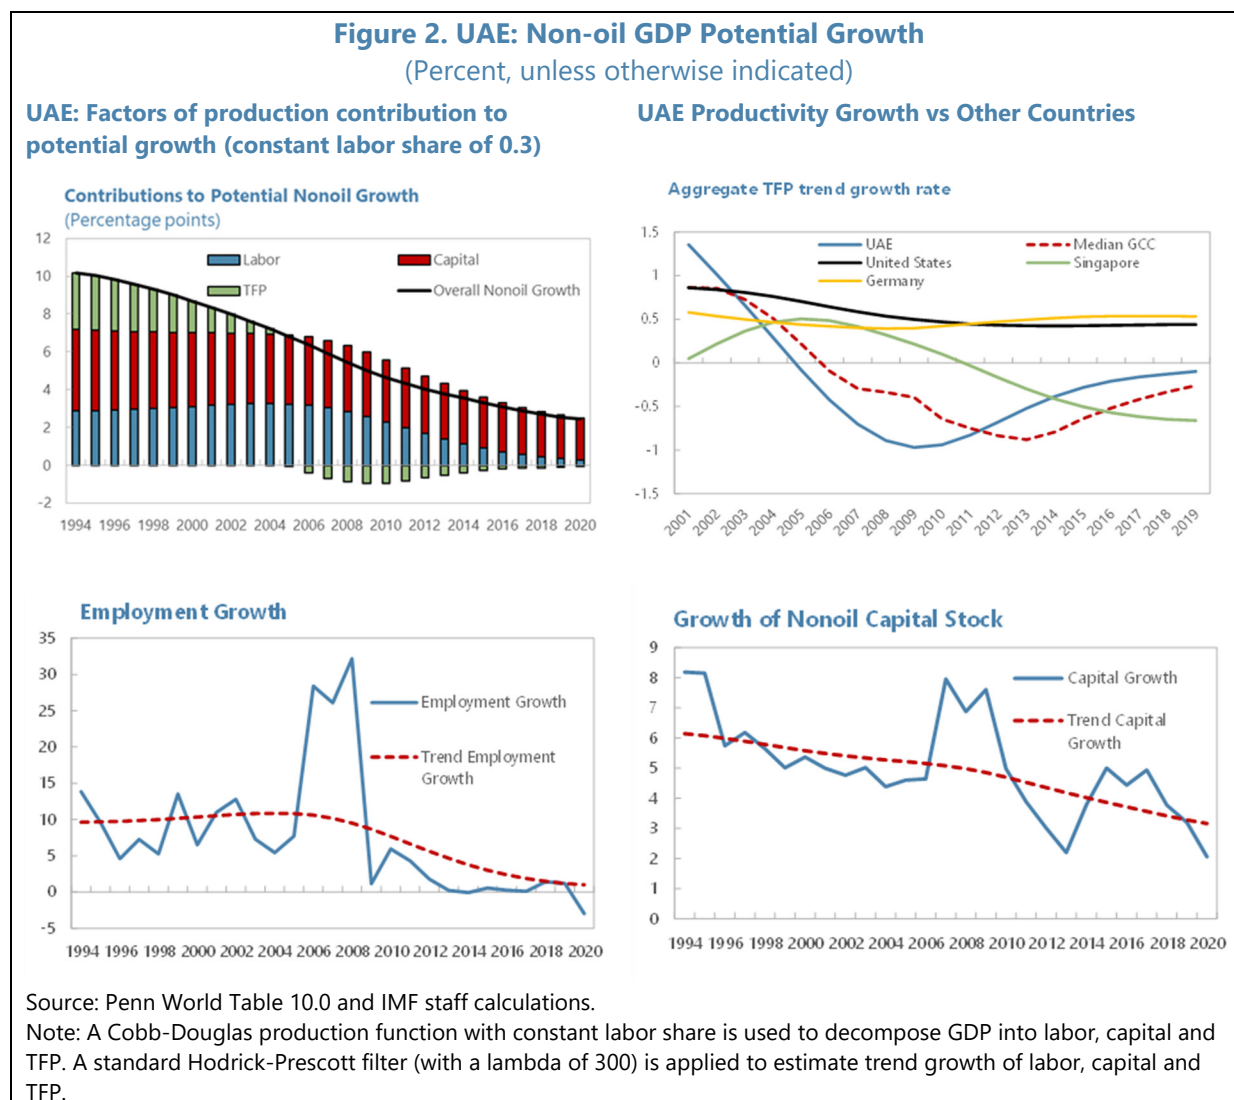 Figure 2. UAE: Non-oil GDP Potential Growth
(Percent, unless otherwise indicated)
UAE: Factors of production contribution to
potential growth (constant labor share of 0.3)
UAE Productivity Growth vs Other Countries
Contributions to Potential Nonoil Growth
(Percentage points)
12
10
8
6
4
2
0
-2
Labor
Capital
TFP
Overall Nonoil Growth
1994 1996 1998 2000 2002 2004 2006 2008 2010 2012 2014 2016 2018 2020
Aggregate TFP trend growth rate
1.5
1
0.5
0
-0.5
-1
-1.5
UAE
Median GCC
United States
Singapore
Germany
2001 2002 2003 2004 2005 2006 2007 2008 2009 2010 2011 2012 2013 2014 2015 2016 2017 2018 2019
Employment Growth
35
30
25
20
15
10
5
0
-5
Employment Growth
Trend Employment
Growth
1994 1996 1998 2000 2002 2004 2006 2008 2010 2012 2014 2016 2018 2020
Growth of Nonoil Capital Stock
9
8
7
6
5
4
3
2
1
0
Capital Growth
Trend Capital
Growth
1994 1996 1998 2000 2002 2004 2006 2008 2010 2012 2014 2016 2018 2020
Source: Penn World Table 10.0 and IMF staff calculations.
Note: A Cobb-Douglas production function with constant labor share is used to decompose GDP into labor, capital and
TFP. A standard Hodrick-Prescott filter (with a lambda of 300) is applied to estimate trend growth of labor, capital and
TFP.